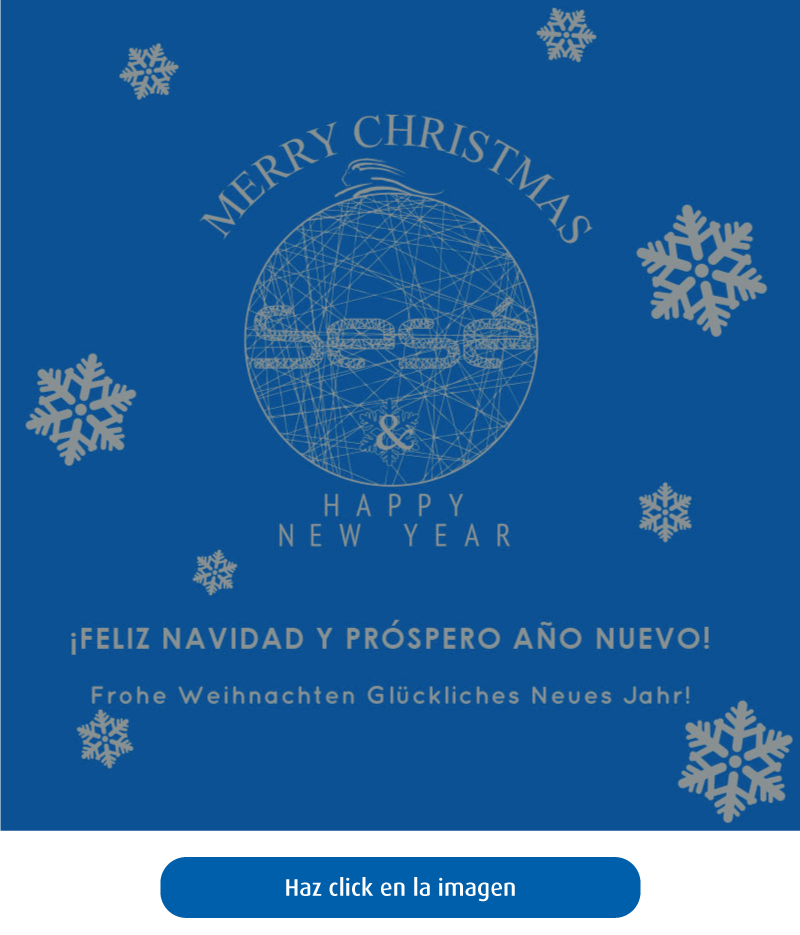 MERRY CHRISTMAS
Sesé
&
HAPPY
NEW YEAR
¡FELIZ NAVIDAD Y PRÓSPERO AÑO NUEVO!
Frohe Weihnachten Glückliches Neues Jahr!
Haz click en la imagen